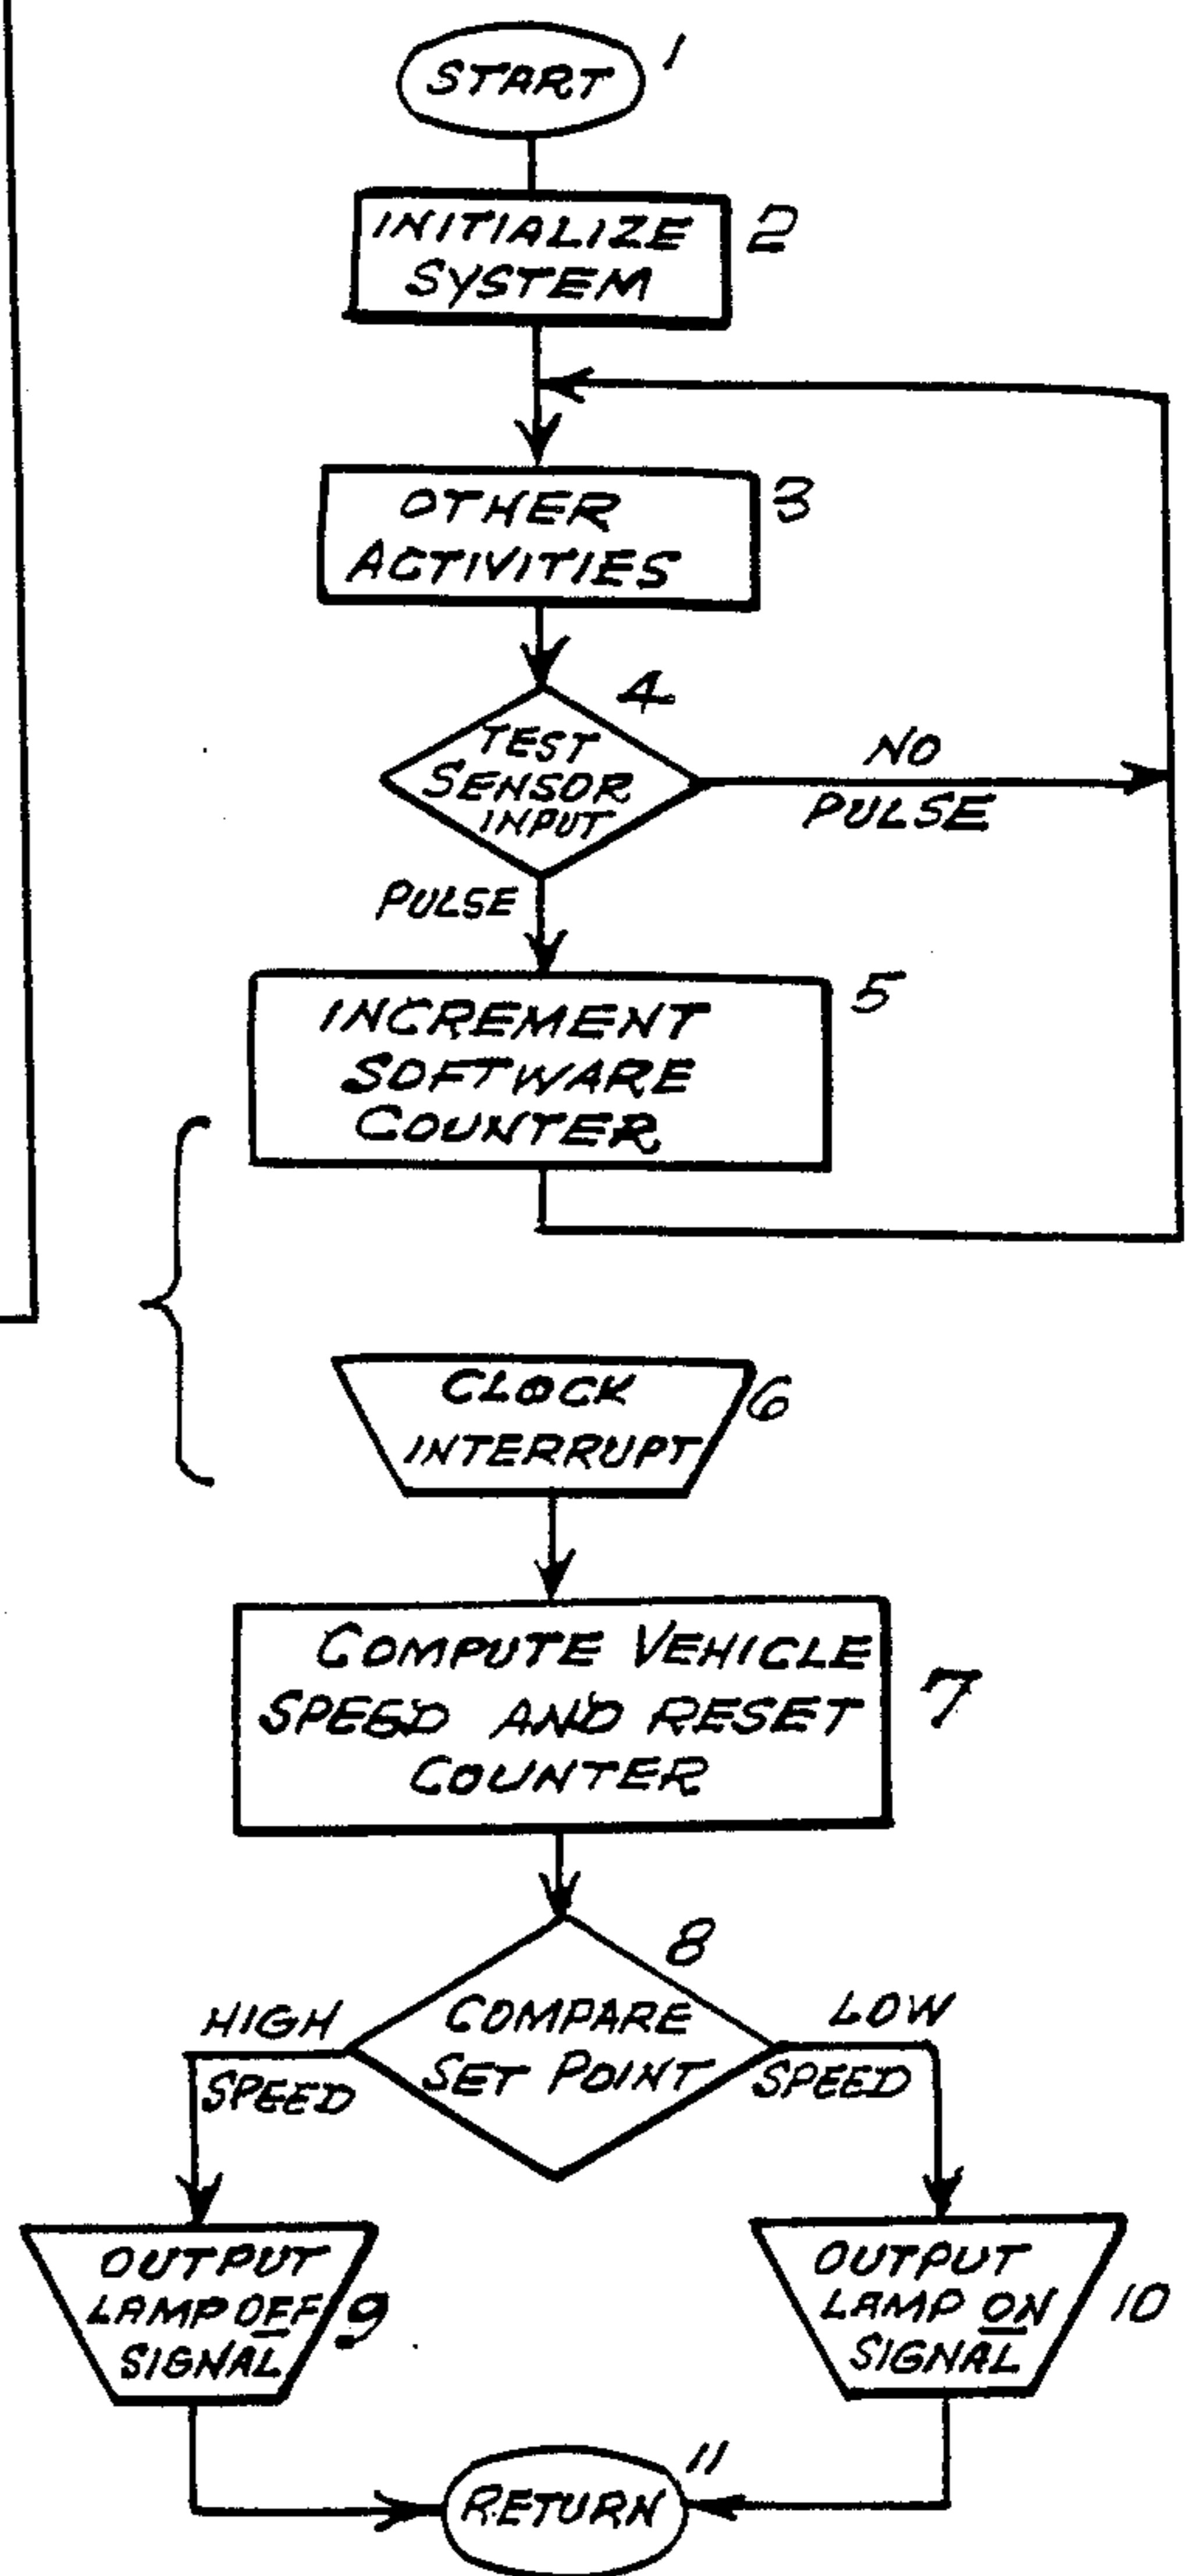 START 1
INITIALIZE 2
SYSTEM
OTHER 3
ACTIVITIES
4
TEST
SENSOR
INPUT
NO
PULSE
PULSE
INCREMENT 5
SOFTWARE
COUNTER
CLOCK 6
INTERRUPT
COMPUTE VEHICLE
SPEED AND RESET 7
COUNTER
8
HIGH
SPEED
COMPARE
SET POINT
LOW
SPEED
OUTPUT
LAMP OFF 9
SIGNAL
OUTPUT
LAMP ON 10
SIGNAL
RETURN 11